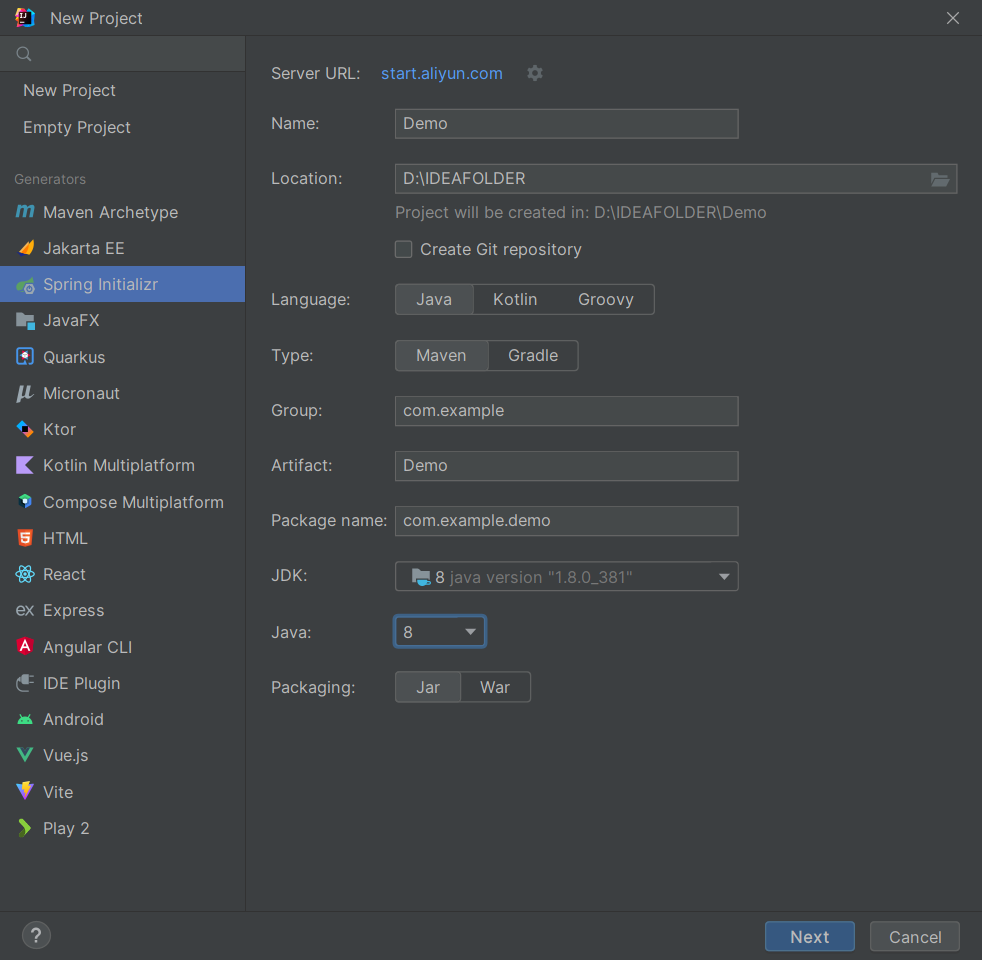 New Project
New Project
Empty Project
Generators
Maven Archetype
Jakarta EE
Spring Initializr
JavaFX
Quarkus
Micronaut
Ktor
Kotlin Multiplatform
Compose Multiplatform
HTML
React
ex Express
Angular CLI
IDE Plugin
Android
Vue.js
Vite
Play 2
Server URL: start.aliyun.com
Name: Demo
Location: D:\IDEAFOLDER
Project will be created in: D:\IDEAFOLDER\Demo
Create Git repository
Language: Java Kotlin Groovy
Type: Maven Gradle
Group: com.example
Artifact: Demo
Package name: com.example.demo
JDK: 8 java version "1.8.0_381"
Java: 8
Packaging: Jar War
? Next Cancel